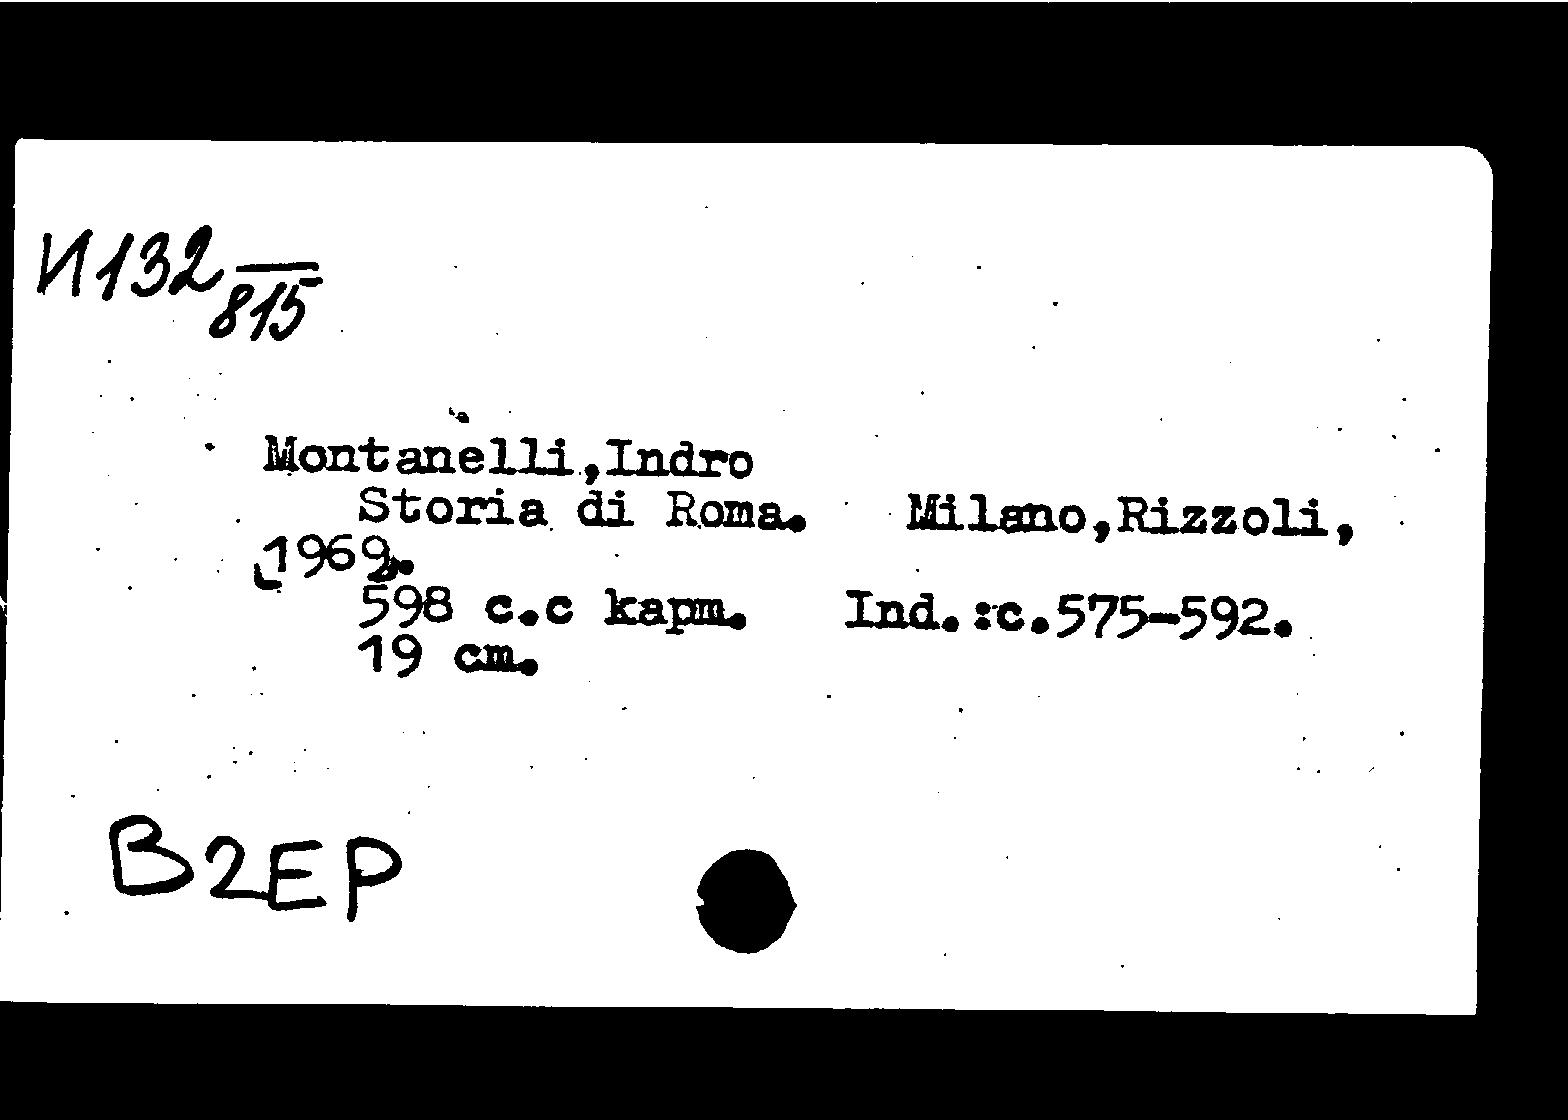 И132
815
Montanelli,Indro
Storia di Roma. Milano,Rizzoli,
1969.
598 c.c карт. Ind.:c.575-592.
19 cm.
B2EP